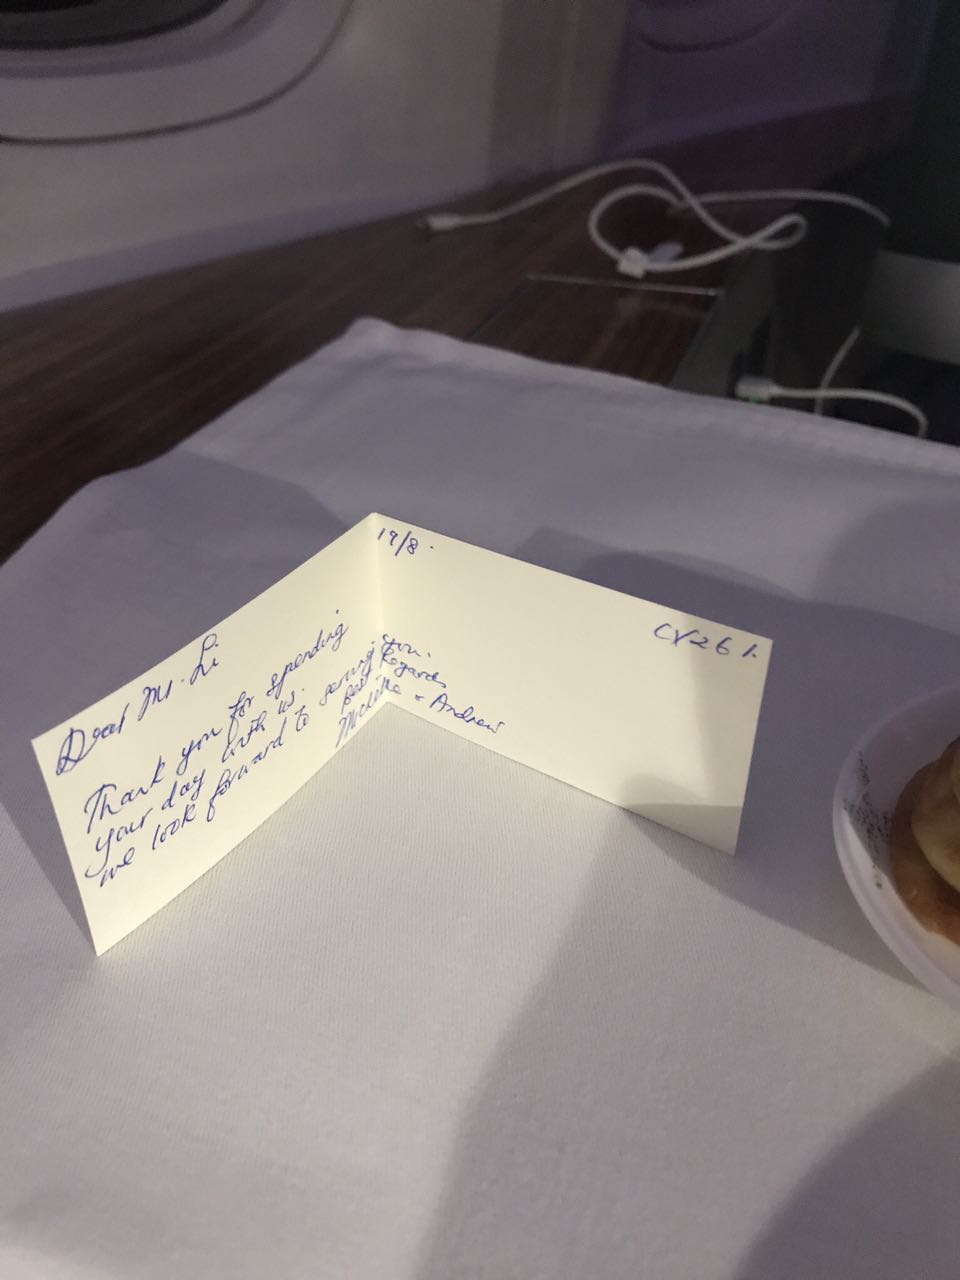 19/8.
CX261.
Dear Mr. Li
Thank you for spending
your day with us.
we look forward to serving you.
Best Regards
Michelle & Andrew